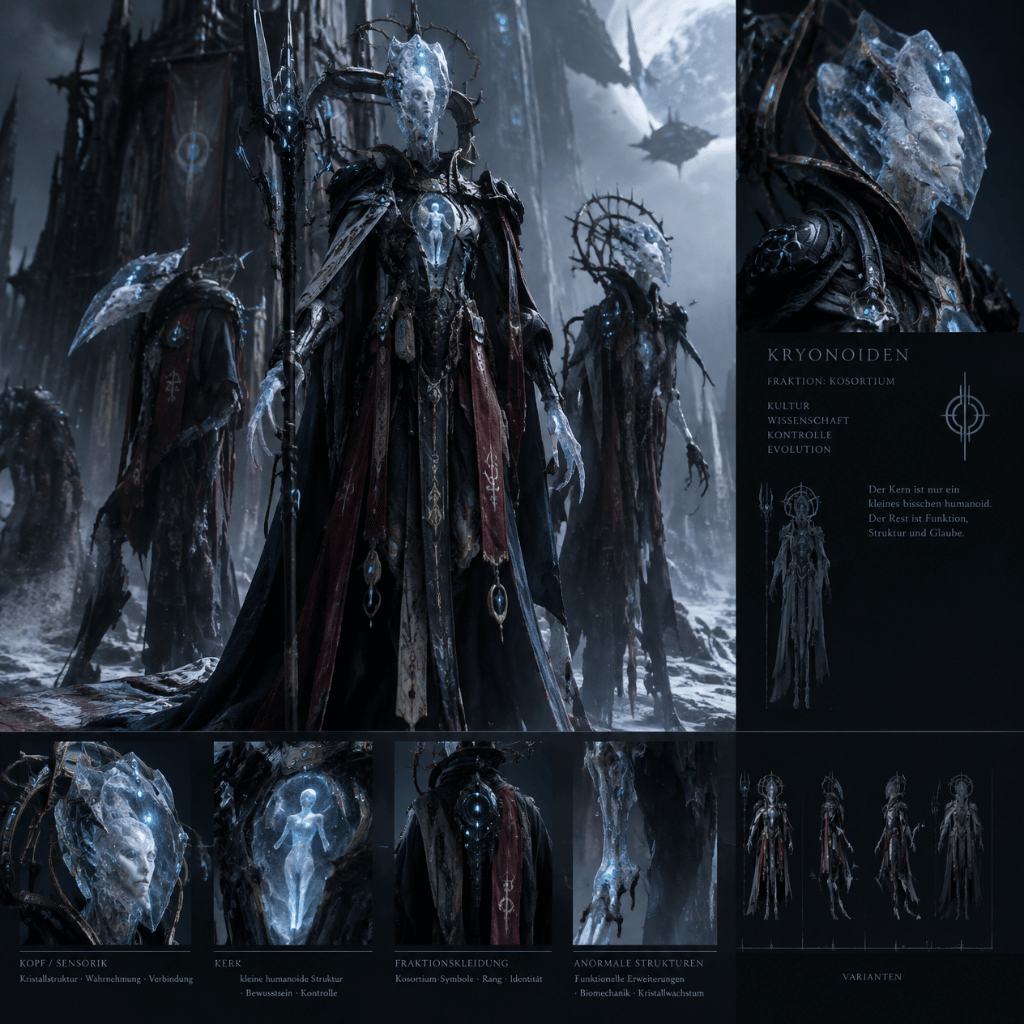 KRYONOIDEN
FRAKTION: KOSORTIUM
KULTUR
WISSENSCHAFT
KONTROLLE
EVOLUTION
Der Kern ist nur ein
kleines bisschen humanoid.
Der Rest ist Funktion,
Struktur und Glaube.
KOPF / SENSORIK
Kristallstruktur · Wahrnehmung · Verbindung
KERK
kleine humanoide Struktur
· Bewusstsein · Kontrolle
FRAKTIONSKLEIDUNG
Kosortium-Symbole · Rang · Identität
ANORMALE STRUKTUREN
Funktionelle Erweiterungen
· Biomechanik · Kristallwachstum
VARIANTEN